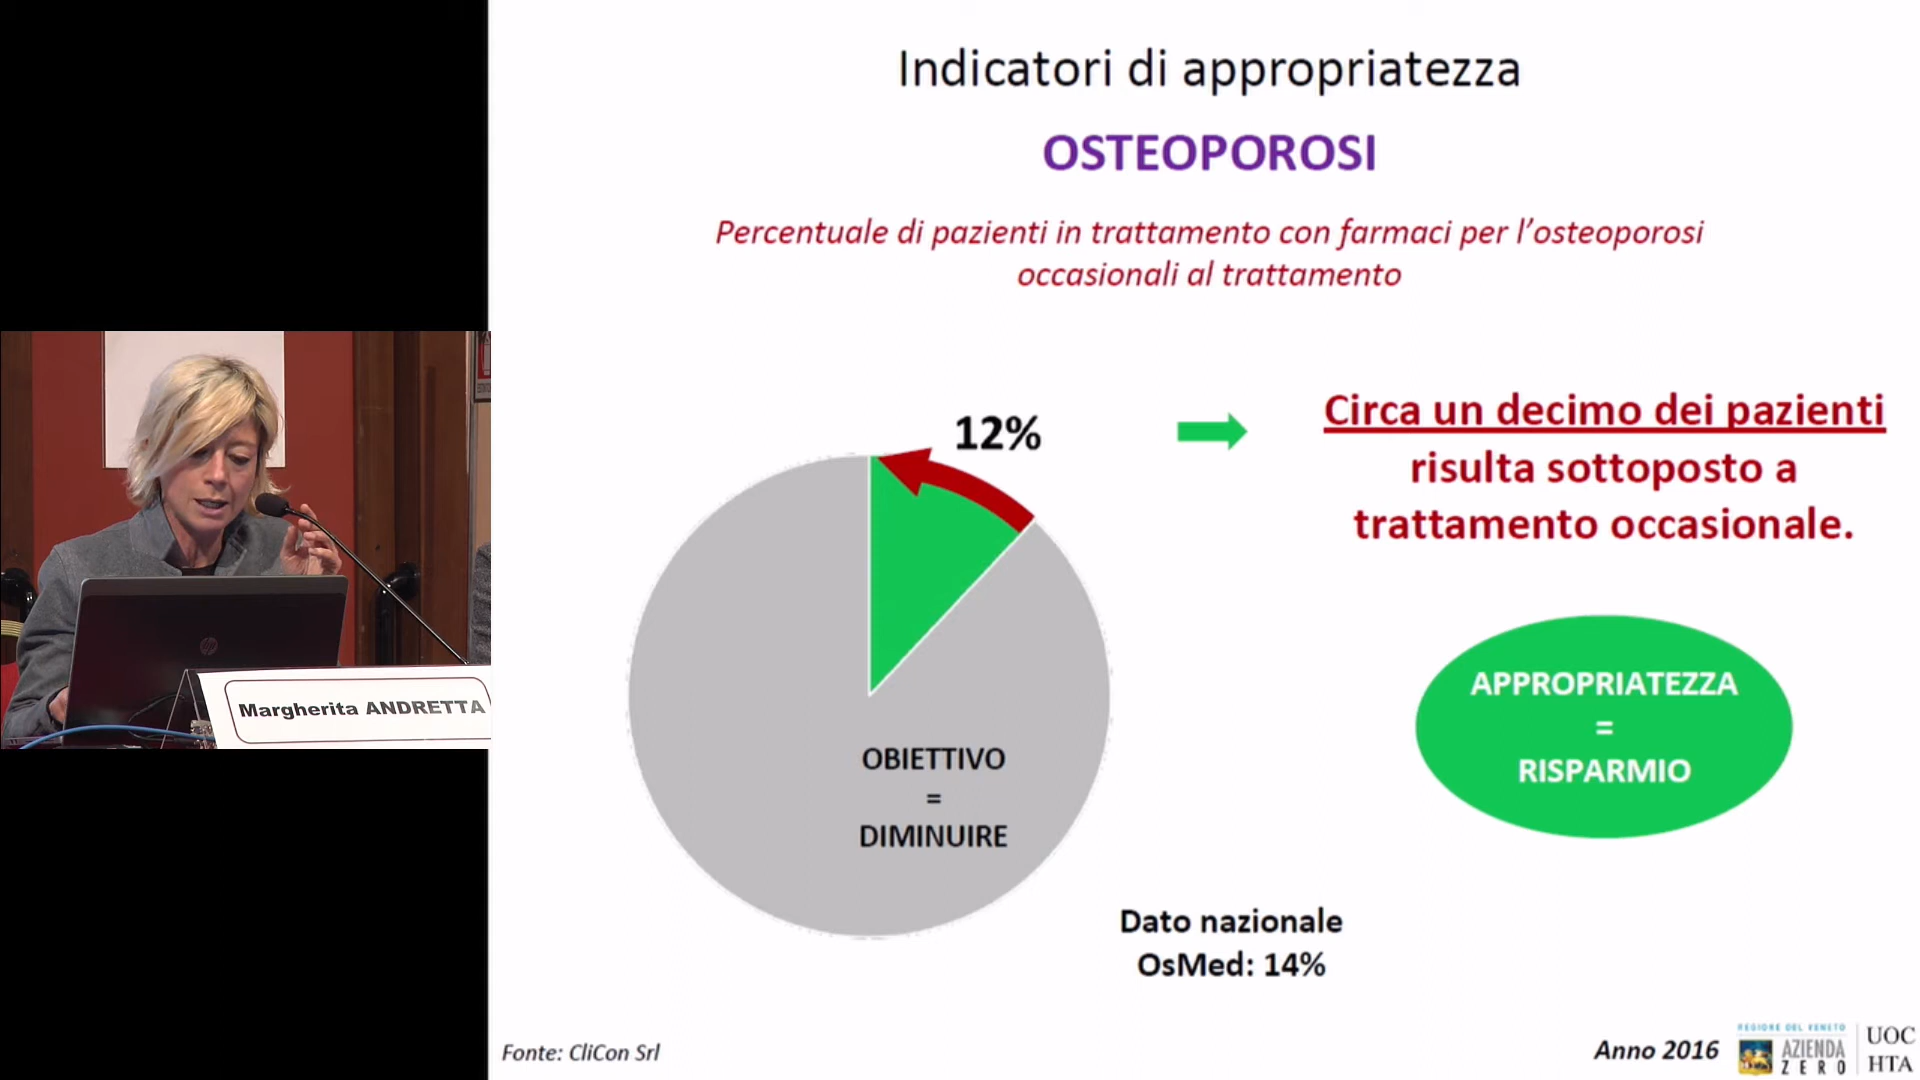 Indicatori di appropriatezza
OSTEOPOROSI
Percentuale di pazienti in trattamento con farmaci per l'osteoporosi
occasionali al trattamento
12%
Circa un decimo dei pazienti
risulta sottoposto a
trattamento occasionale.
OBIETTIVO
=
DIMINUIRE
APPROPRIATEZZA
=
RISPARMIO
Dato nazionale
OsMed: 14%
Fonte: CliCon Srl
Anno 2016
REGIONE DEL VENETO
AZIENDA
ZERO
UOC
HTA
Margherita ANDRETTA
hp